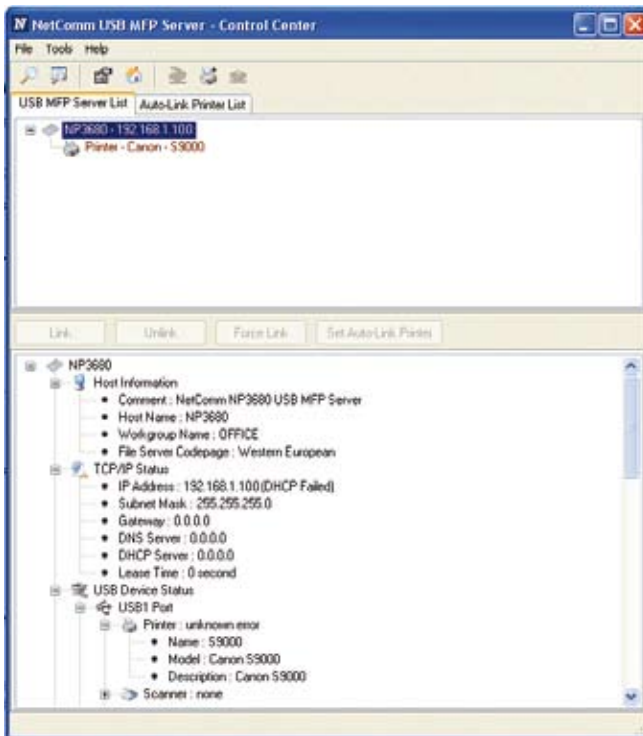 NetComm USB MFP Server - Control Center
File Tools Help
USB MFP Server List Auto-Link Printer List
NP3680 - 192.168.1.100
Printer - Canon - S9000
Link Unlink Force Link Set Auto-Link Printer
NP3680
Host Information
Comment : NetComm NP3680 USB MFP Server
Host Name : NP3680
Workgroup Name : OFFICE
File Server Codepage : Western European
TCP/IP Status
IP Address : 192.168.1.100(DHCP Failed)
Subnet Mask : 255.255.255.0
Gateway : 0.0.0.0
DNS Server : 0.0.0.0
DHCP Server : 0.0.0.0
Lease Time : 0 second
USB Device Status
USB1 Port
Printer : unknown error
Name : S9000
Model : Canon S9000
Description : Canon S9000
Scanner : none